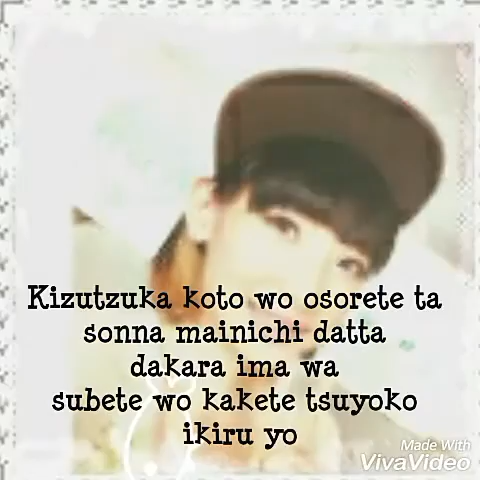 Kizutzuka koto wo osorete ta
sonna mainichi datta
dakara ima wa
subete wo kakete tsuyoko
ikiru yo
Made With
VivaVideo